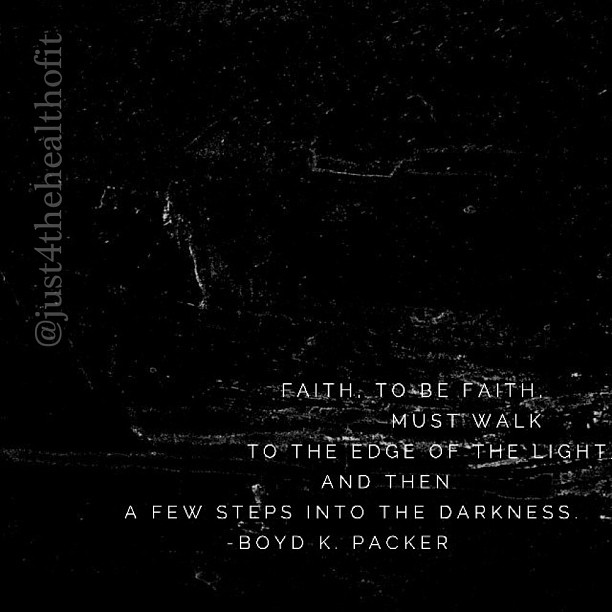 @just4thehealthofit
FAITH, TO BE FAITH,
MUST WALK
TO THE EDGE OF THE LIGHT,
AND THEN
A FEW STEPS INTO THE DARKNESS.
-BOYD K. PACKER